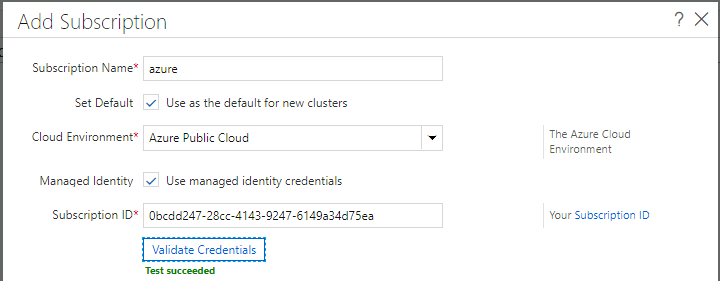 Add Subscription ?
Subscription Name* azure
Set Default Use as the default for new clusters
Cloud Environment* Azure Public Cloud The Azure Cloud
Environment
Managed Identity Use managed identity credentials
Subscription ID* 0bcdd247-28cc-4143-9247-6149a34d75ea Your Subscription ID
Validate Credentials
Test succeeded